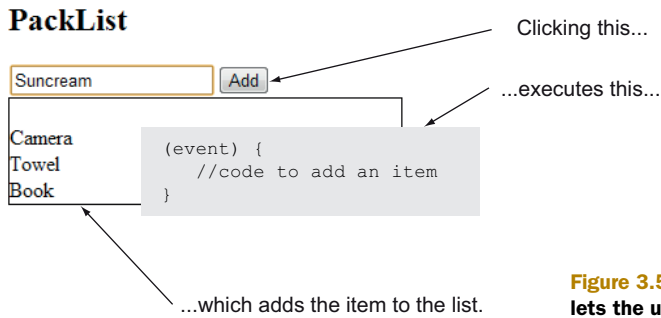 PackList
Clicking this...
Suncream Add
...executes this...
Camera
Towel
Book
(event) {
//code to add an item
}
...which adds the item to the list.
Figure 3.5
lets the u